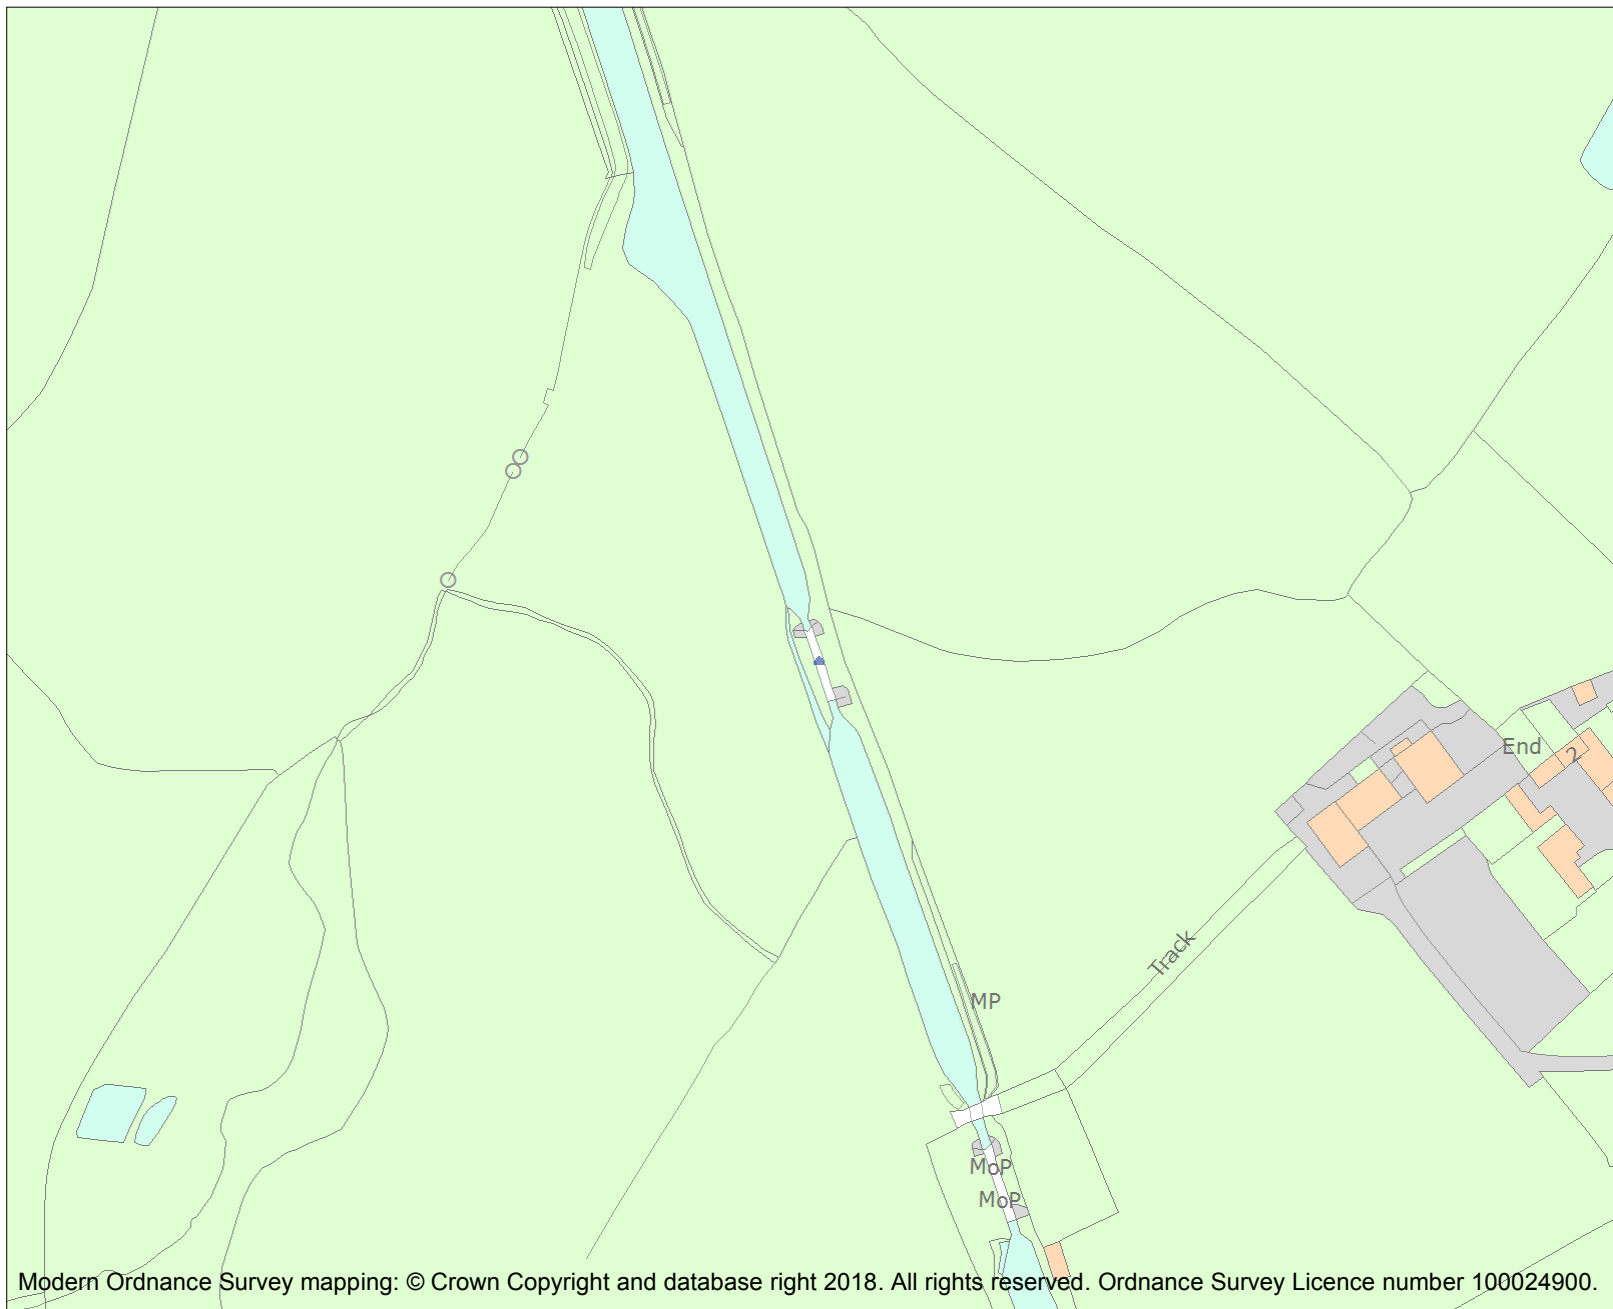 End
2
Track
MP
MoP
MoP
Modern Ordnance Survey mapping: © Crown Copyright and database right 2018. All rights reserved. Ordnance Survey Licence number 100024900.